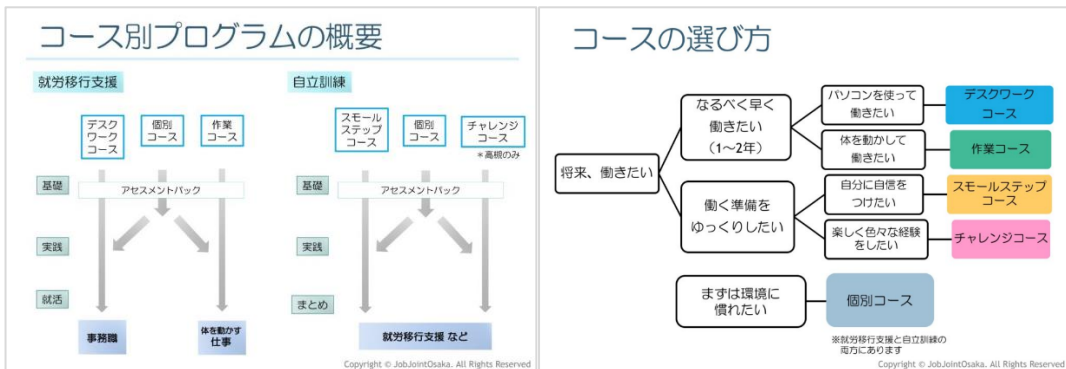 コース別プログラムの概要
就労移行支援
自立訓練
デスク
ワーク
コース
個別
コース
作業
コース
スモール
ステップ
コース
個別
コース
チャレンジ
コース
*高槻のみ
基礎
アセスメントパック
基礎
アセスメントパック
実践
実践
就活
まとめ
事務職
体を動かす
仕事
就労移行支援 など
Copyright © JobJointOsaka. All Rights Reserved
コースの選び方
将来、働きたい
なるべく早く
働きたい
(1~2年)
パソコンを使って
働きたい
デスクワーク
コース
体を動かして
働きたい
作業コース
働く準備を
ゆっくりしたい
自分に自信を
つけたい
スモールステップ
コース
楽しく色々な経験
をしたい
チャレンジコース
まずは環境に
慣れたい
個別コース
※就労移行支援と自立訓練の
両方にあります
Copyright © JobJointOsaka. All Rights Reserved